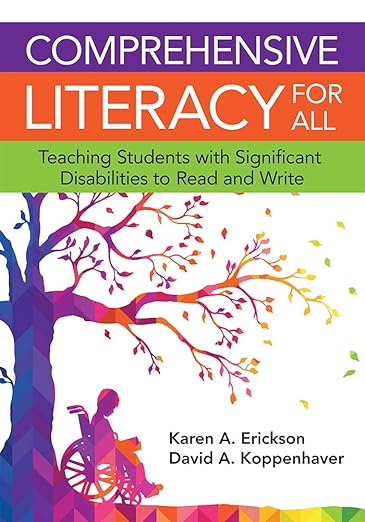 COMPREHENSIVE
LITERACY FOR ALL
Teaching Students with Significant
Disabilities to Read and Write
Karen A. Erickson
David A. Koppenhaver